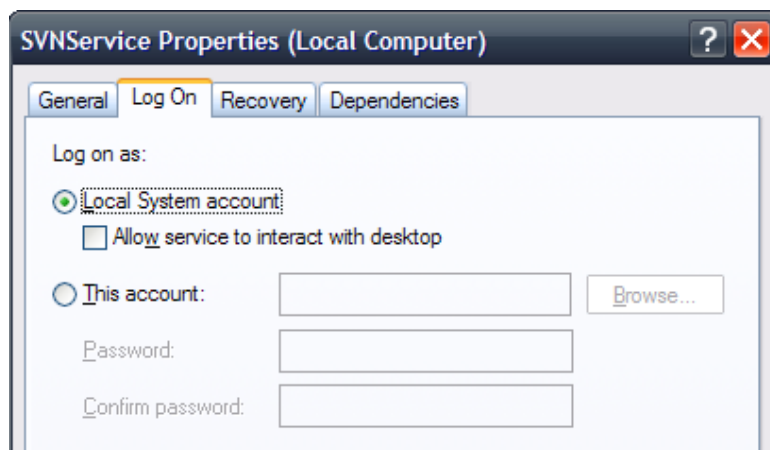 SVNService Properties (Local Computer)
General Log On Recovery Dependencies
Log on as:
Local System account
Allow service to interact with desktop
This account: Browse...
Password:
Confirm password: